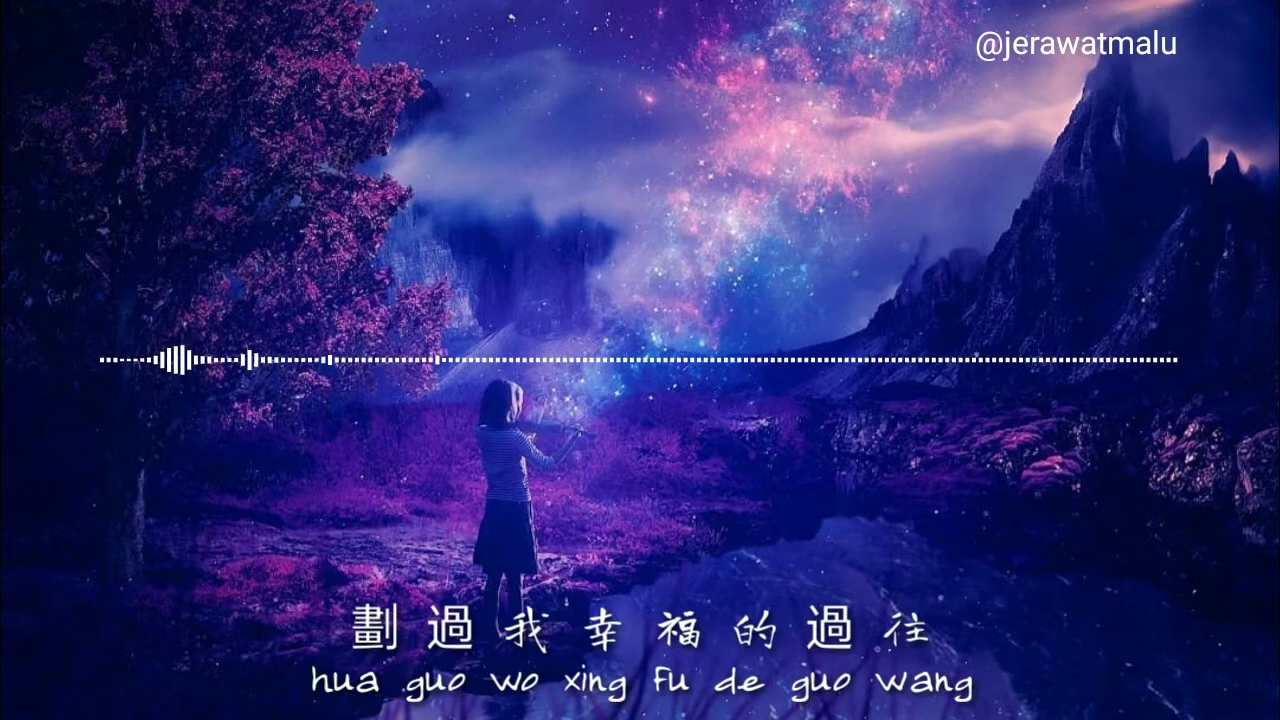 @jerawatmalu
劃過我幸福的過往
hua guo wo xing fu de guo wang